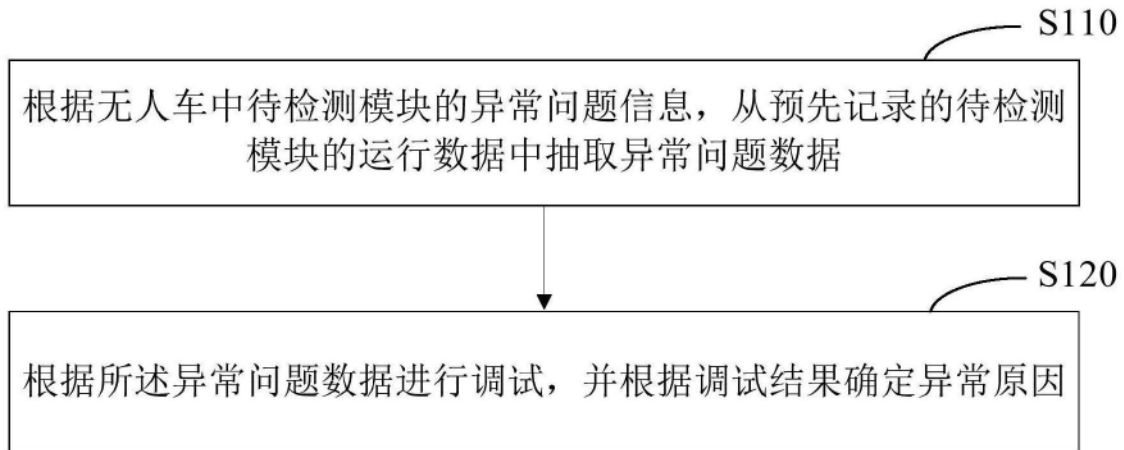 S110
根据无人车中待检测模块的异常问题信息，从预先记录的待检测
模块的运行数据中抽取异常问题数据
S120
根据所述异常问题数据进行调试，并根据调试结果确定异常原因